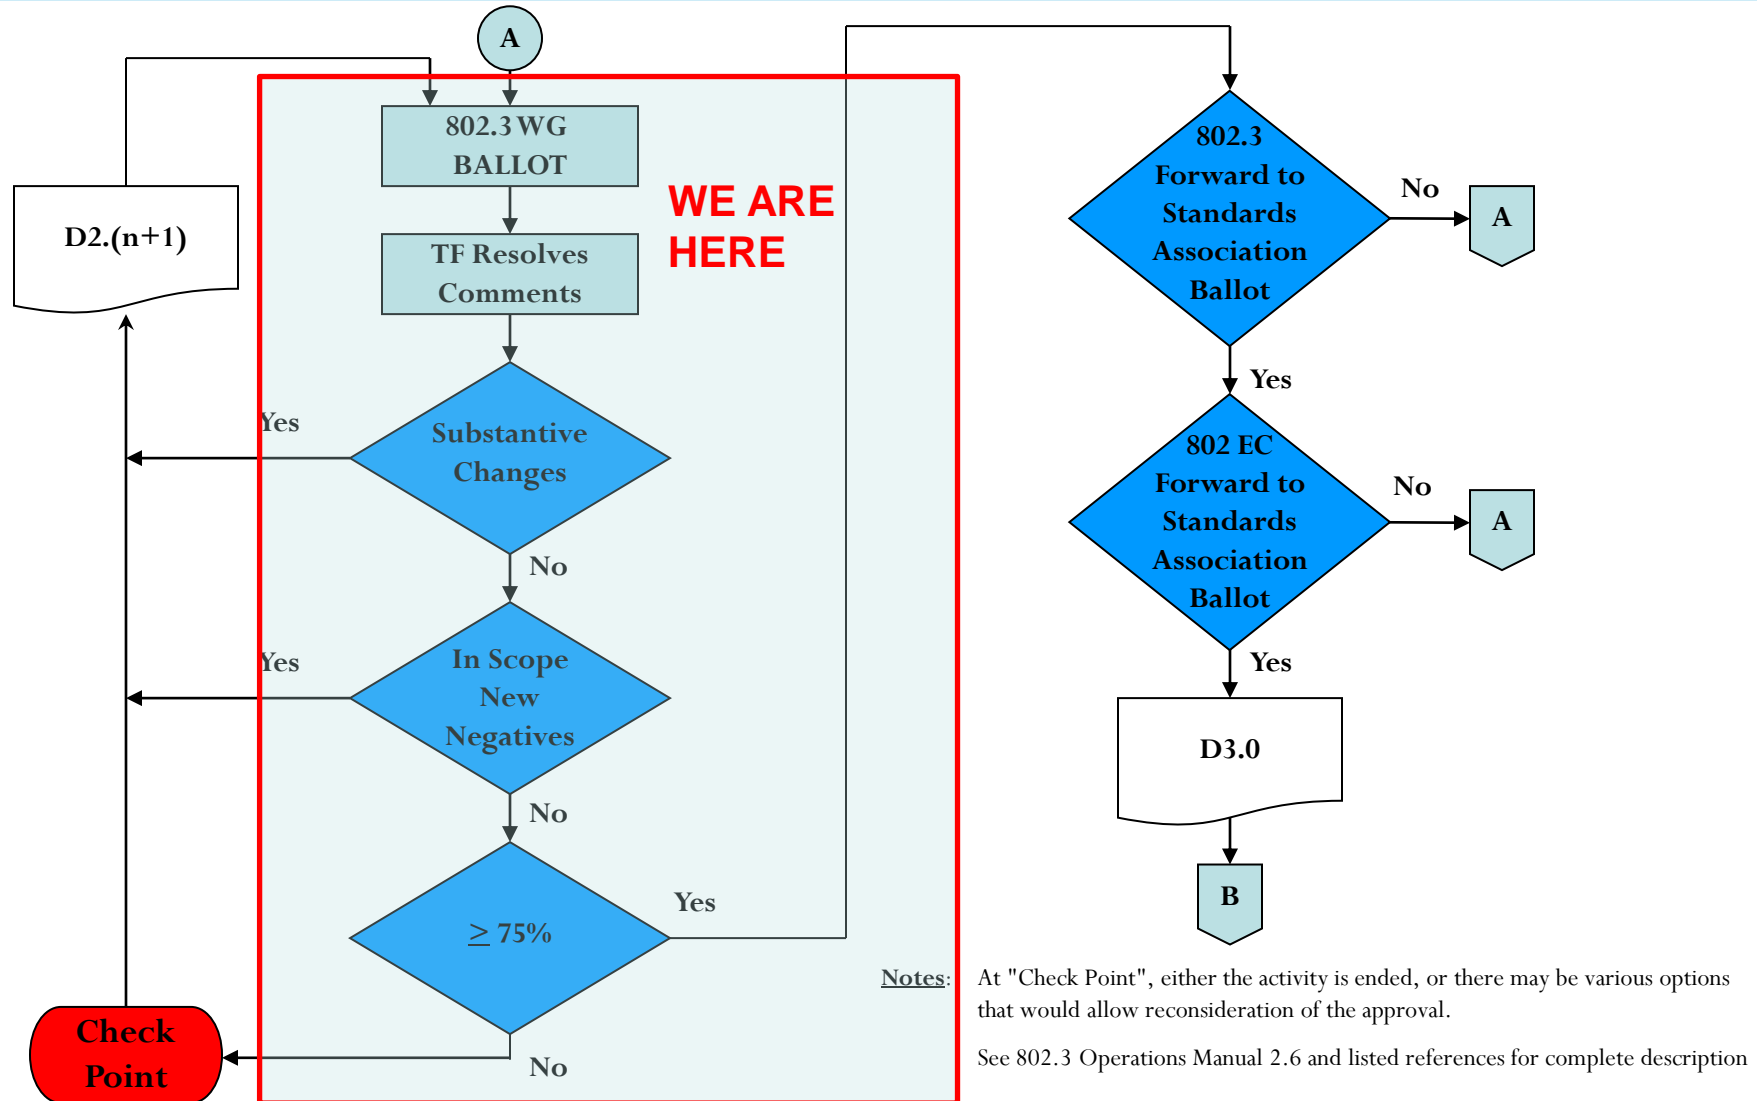 A
802.3 WG
BALLOT
WE ARE
HERE
TF Resolves
Comments
D2.(n+1)
Yes
Substantive
Changes
No
Yes
In Scope
New
Negatives
No
≥ 75%
Yes
No
Check
Point
802.3
Forward to
Standards
Association
Ballot
No
A
Yes
802 EC
Forward to
Standards
Association
Ballot
No
A
Yes
D3.0
B
Notes: At "Check Point", either the activity is ended, or there may be various options
that would allow reconsideration of the approval.
See 802.3 Operations Manual 2.6 and listed references for complete description